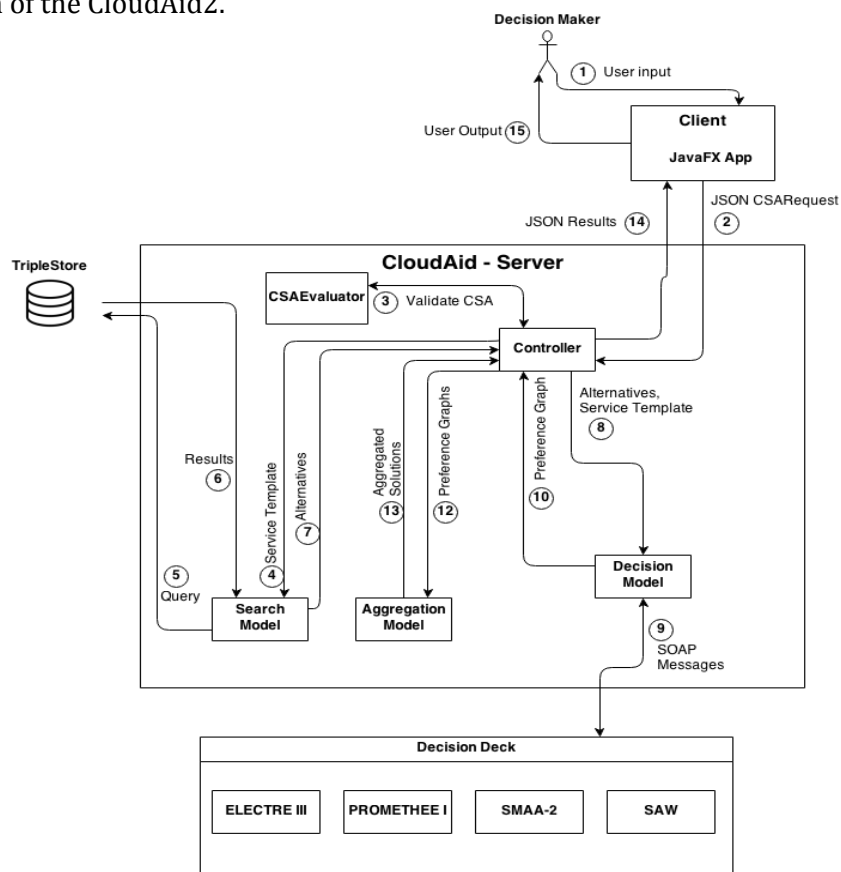 of the CloudAid2.
Decision Maker
1 User input
Client
JavaFX App
User Output 15
JSON CSARequest
2
JSON Results 14
TripleStore
CloudAid - Server
CSAEvaluator
3 Validate CSA
Controller
Alternatives,
Service Template
8
Results
6
4 Service Template
7 Alternatives
13 Aggregated
Solutions
12 Preference Graphs
10 Preference Graph
5
Query
Search
Model
Aggregation
Model
Decision
Model
9
SOAP
Messages
Decision Deck
ELECTRE III
PROMETHEE I
SMAA-2
SAW